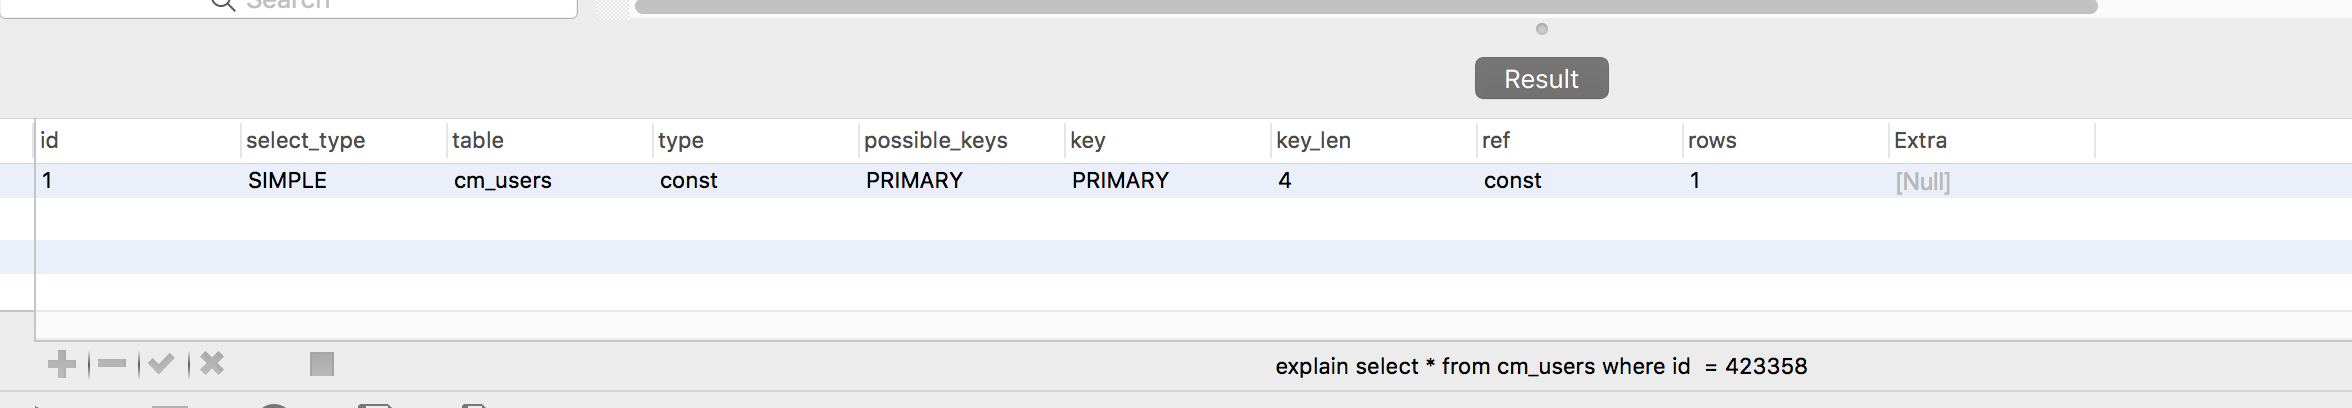 Search
Result
id select_type table type possible_keys key key_len ref rows Extra
1 SIMPLE cm_users const PRIMARY PRIMARY 4 const 1 [Null]
explain select * from cm_users where id  = 423358